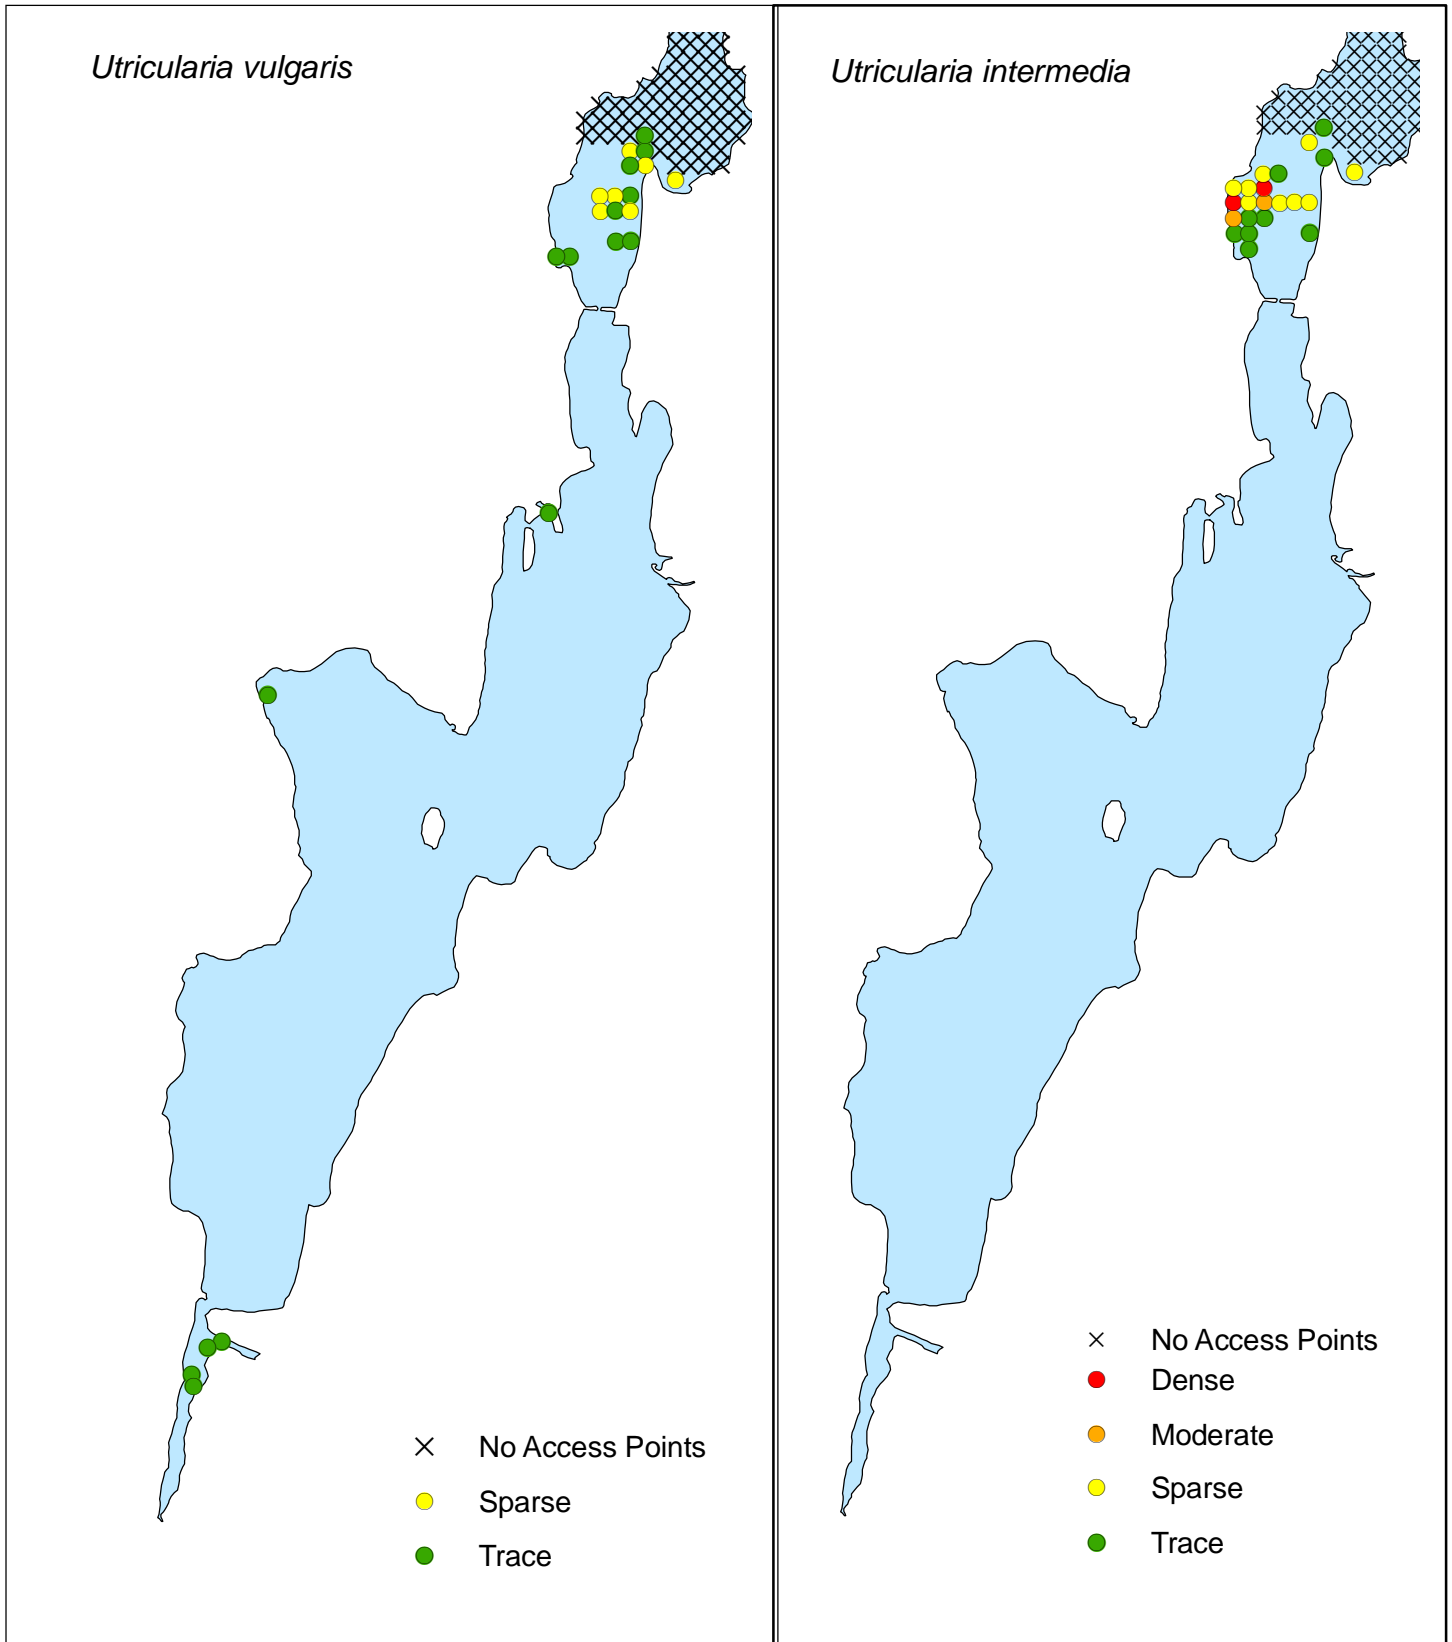 Utricularia vulgaris
No Access Points
Sparse
Trace
Utricularia intermedia
No Access Points
Dense
Moderate
Sparse
Trace